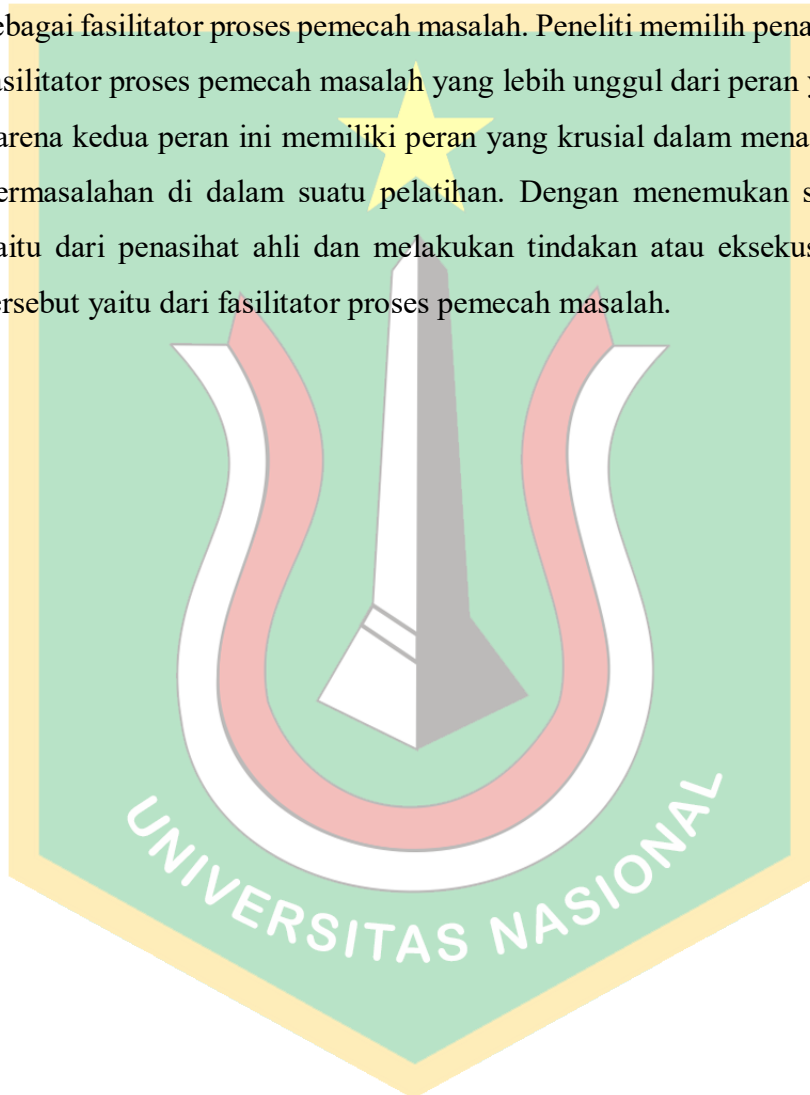 ebagai fasilitator proses pemecah masalah. Peneliti memilih pena
asilitator proses pemecah masalah yang lebih unggul dari peran y
arena kedua peran ini memiliki peran yang krusial dalam mena
ermasalahan di dalam suatu pelatihan. Dengan menemukan s
aitu dari penasihat ahli dan melakukan tindakan atau eksekus
ersebut yaitu dari fasilitator proses pemecah masalah.
UNIVERSITAS NASIONAL